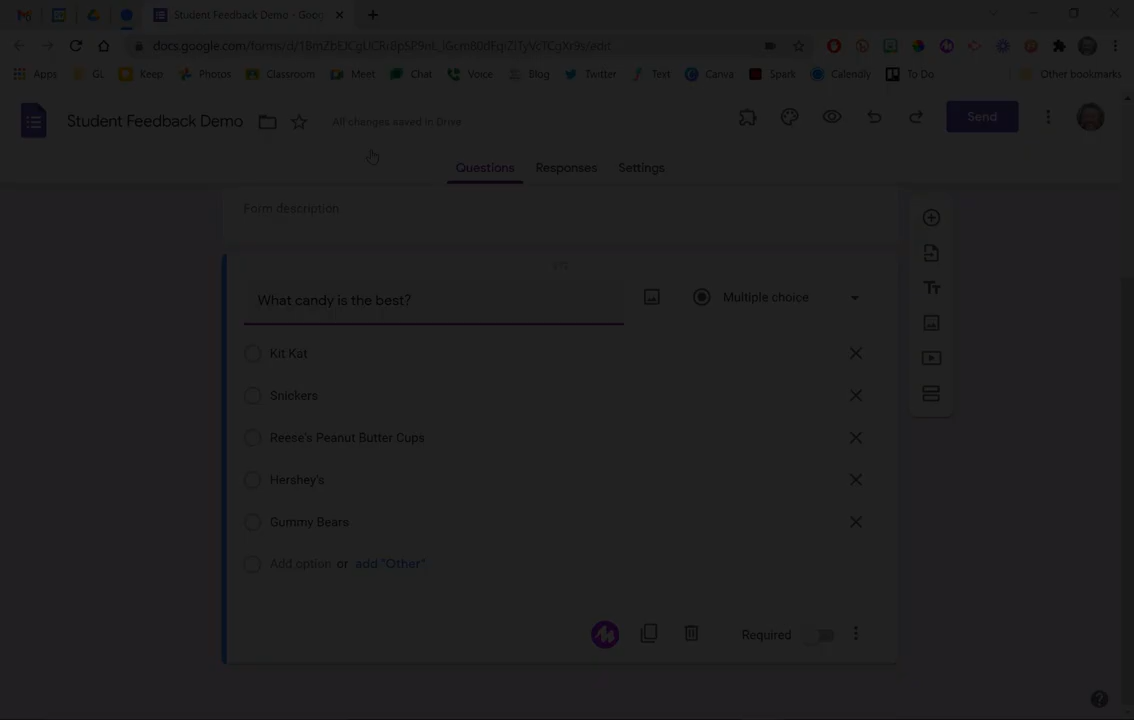 Student Feedback Demo - Goog
docs.google.com/forms/d/
/edit
Apps GL Keep Photos Classroom Meet Chat Voice Blog Twitter Text Canva Spark Calendly To Do Other bookmarks
Student Feedback Demo All changes saved in Drive Send
Questions Responses Settings
Form description
What candy is the best? Multiple choice
Kit Kat
Snickers
Reese's Peanut Butter Cups
Hershey's
Gummy Bears
Add option or add "Other"
Required